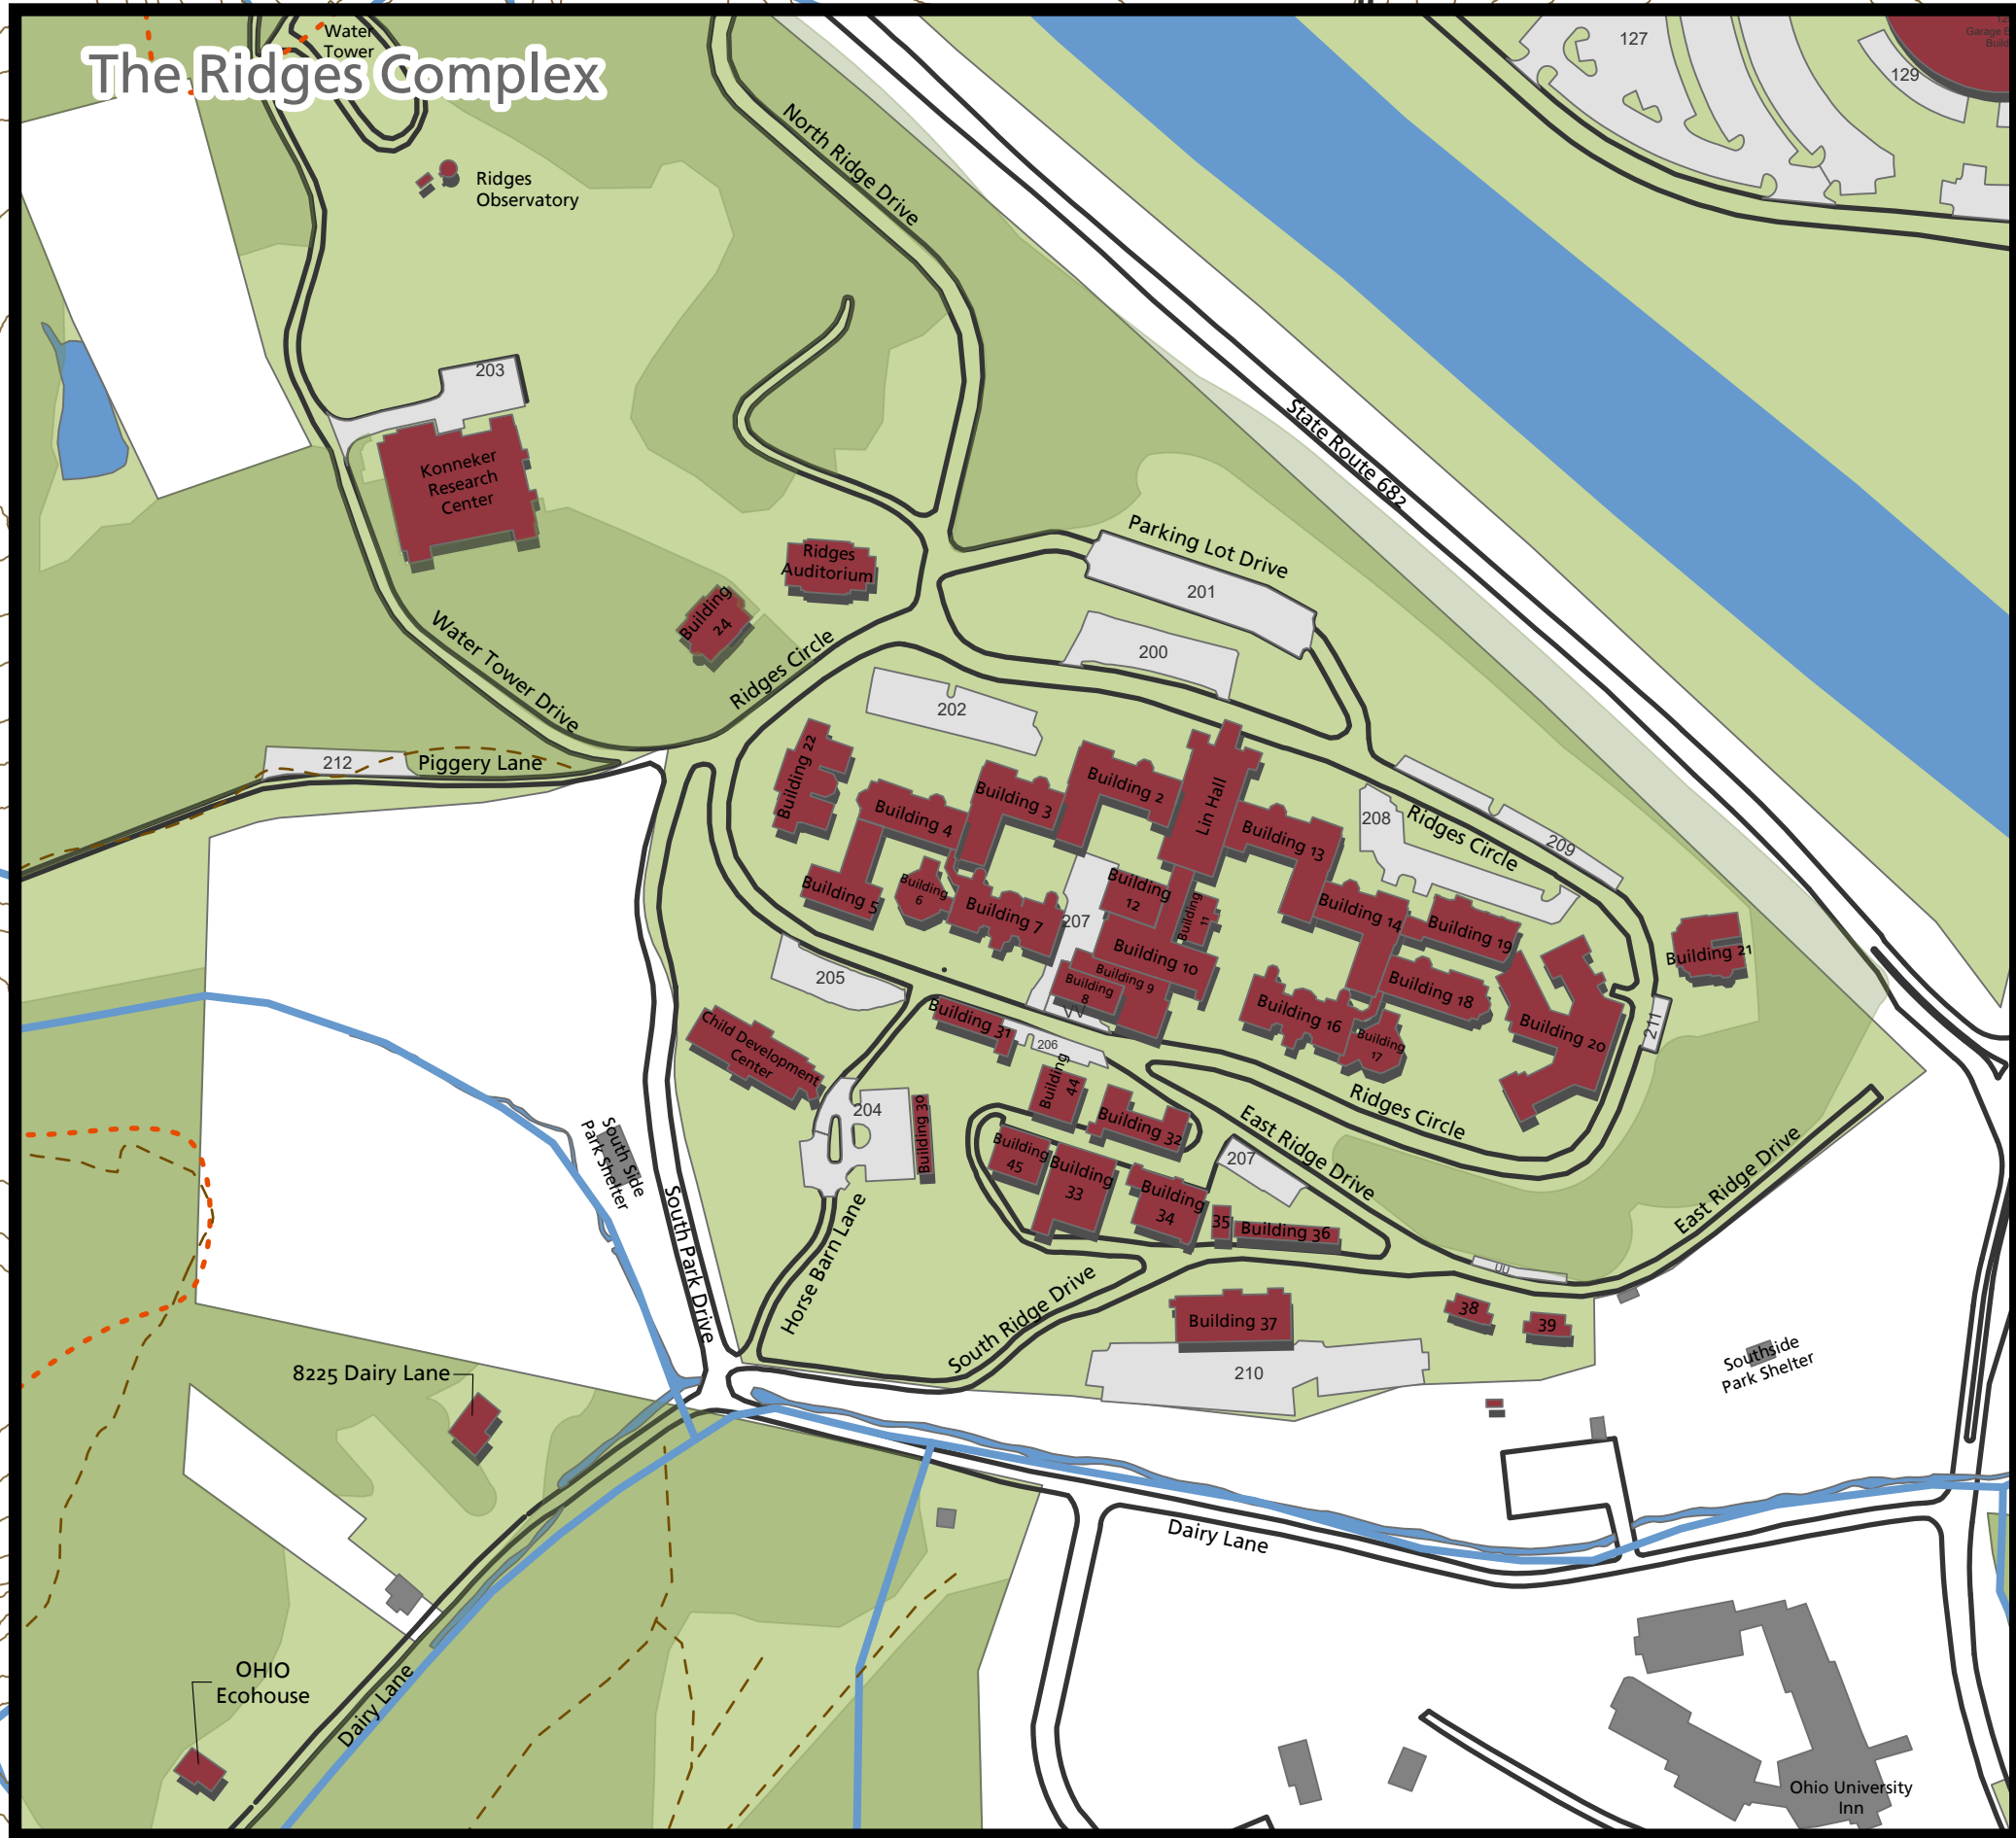 Water
Tower
The Ridges Complex
127
129
Ridges
Observatory
North Ridge Drive
203
Konneker
Research
Center
State Route 682
Parking Lot Drive
Ridges
Auditorium
201
Building
24
200
Water Tower Drive
Ridges Circle
202
212
Piggery Lane
Building 22
Building 2
Building 3
Building 4
Lin Hall
Building 13
208
Ridges Circle
209
Building 5
Building
6
Building 7
207
Building
12
Building
11
Building 14
Building 19
Building 21
Building 10
Building 9
Building
8
Building 18
Building 16
Building
17
Building 20
211
205
Building 31
206
Child Development
Center
204
Building 30
Building
44
Building 32
Ridges Circle
East Ridge Drive
South Side
Park Shelter
Building
45
Building
33
Building
34
207
35
Building 36
East Ridge Drive
South Park Drive
Horse Barn Lane
South Ridge Drive
Building 37
38
39
210
Southside
Park Shelter
8225 Dairy Lane
Dairy Lane
OHIO
Ecohouse
Dairy Lane
Ohio University
Inn